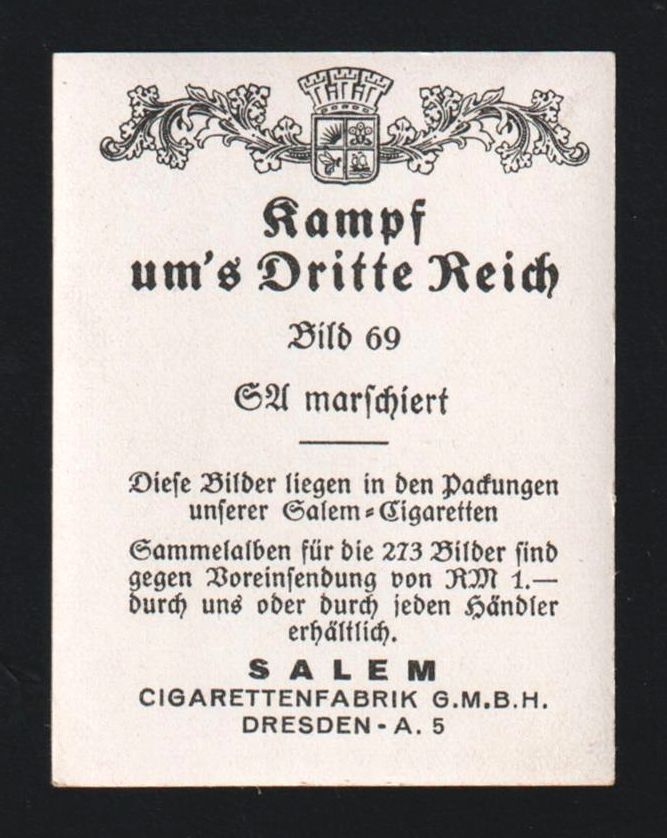 Kampf
um's Dritte Reich
Bild 69
SA marſchiert
Dieſe Bilder liegen in den Packungen
unſerer Salem=Cigaretten
Sammelalben für die 273 Bilder ſind
gegen Voreinſendung von RM 1.—
durch uns oder durch jeden Händler
erhältlich.
SALEM
CIGARETTENFABRIK G.M.B.H.
DRESDEN - A. 5